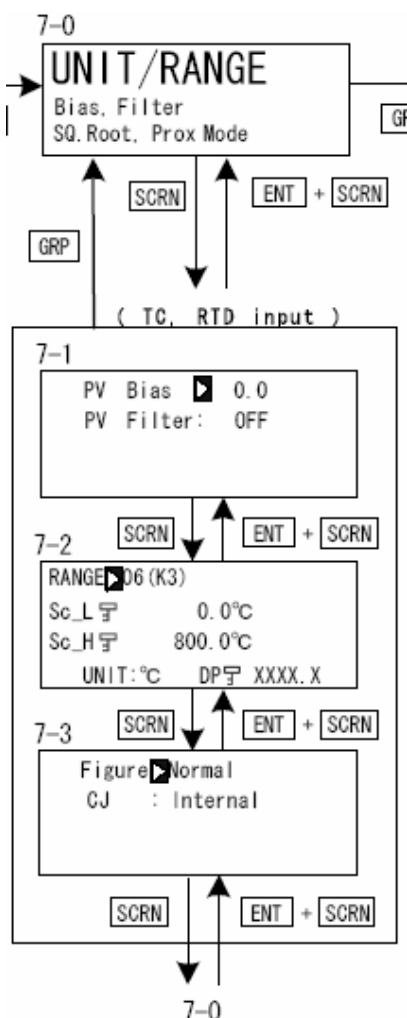 7-0
UNIT/RANGE
Bias, Filter
SQ. Root, Prox Mode
SCRN
ENT + SCRN
GRP
( TC, RTD input )
7-1
PV Bias 0.0
PV Filter: OFF
SCRN
ENT + SCRN
7-2
RANGE 06 (K3)
Sc_L 0.0℃
Sc_H 800.0℃
UNIT:℃ DP XXXX.X
SCRN
ENT + SCRN
7-3
Figure Normal
CJ : Internal
SCRN
ENT + SCRN
7-0